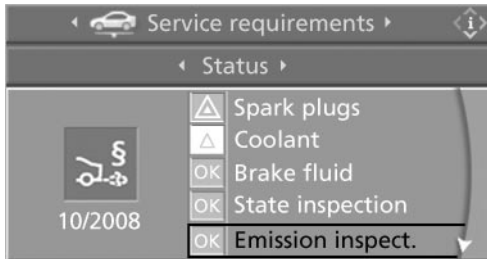 Service requirements
i
Status
Spark plugs
Coolant
OK Brake fluid
OK State inspection
OK Emission inspect.
§
10/2008